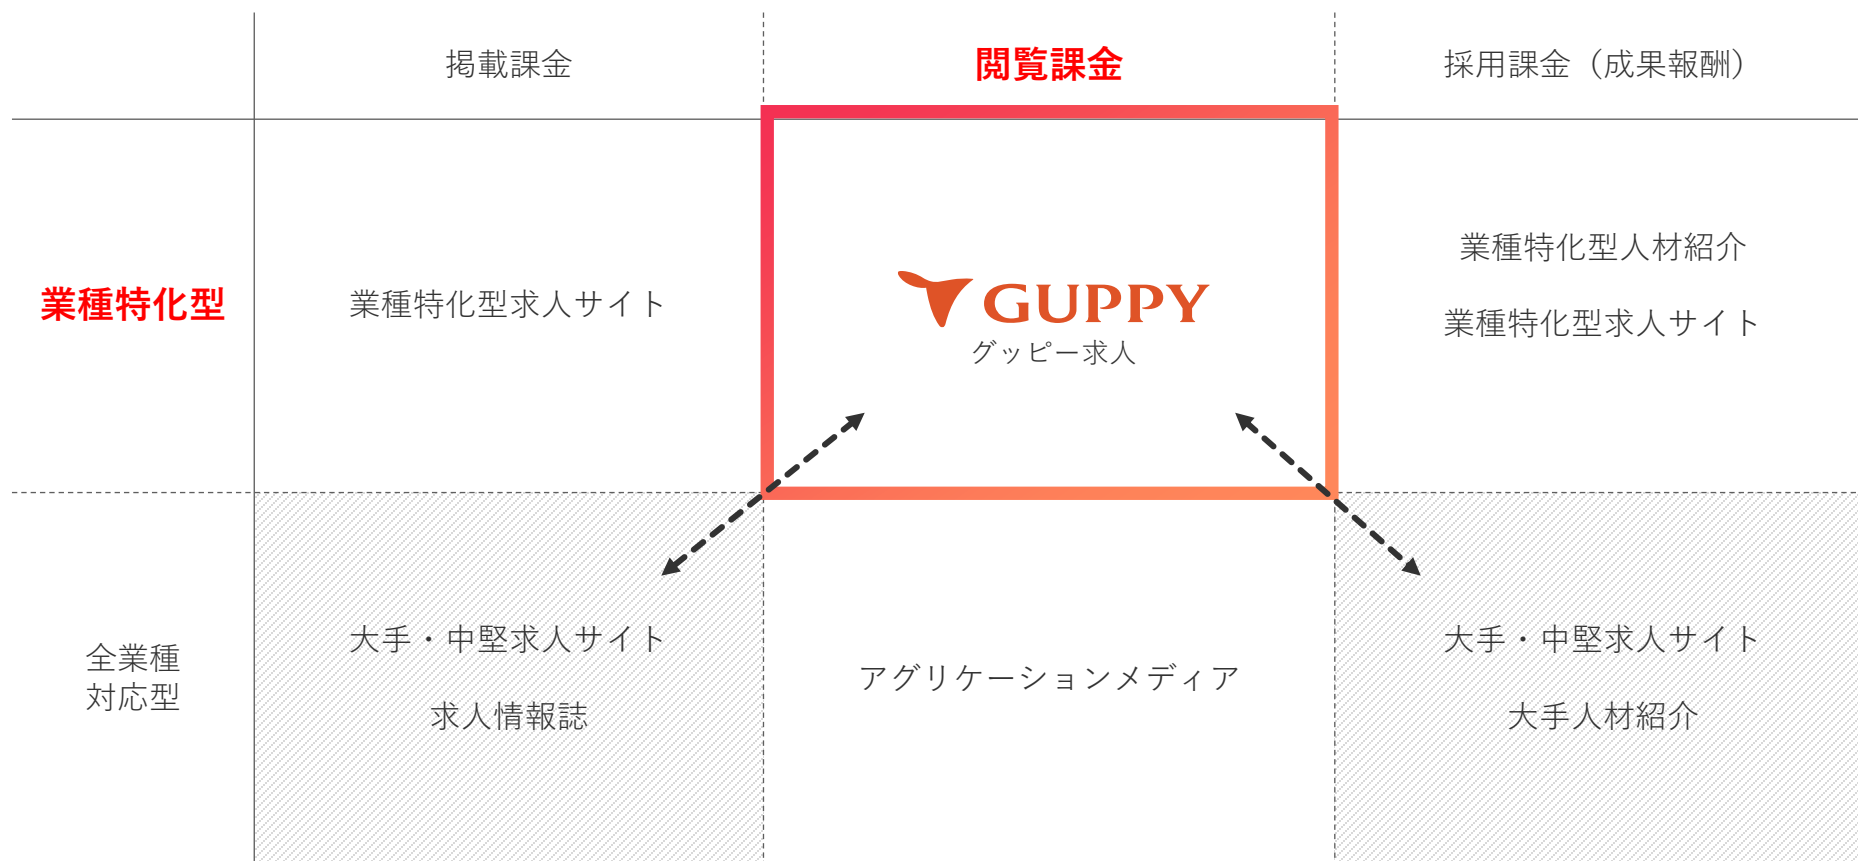 掲載課金
閲覧課金
採用課金（成果報酬）
業種特化型
業種特化型求人サイト
GUPPY
グッピー求人
業種特化型人材紹介
業種特化型求人サイト
全業種
対応型
大手・中堅求人サイト
求人情報誌
アグリケーションメディア
大手・中堅求人サイト
大手人材紹介